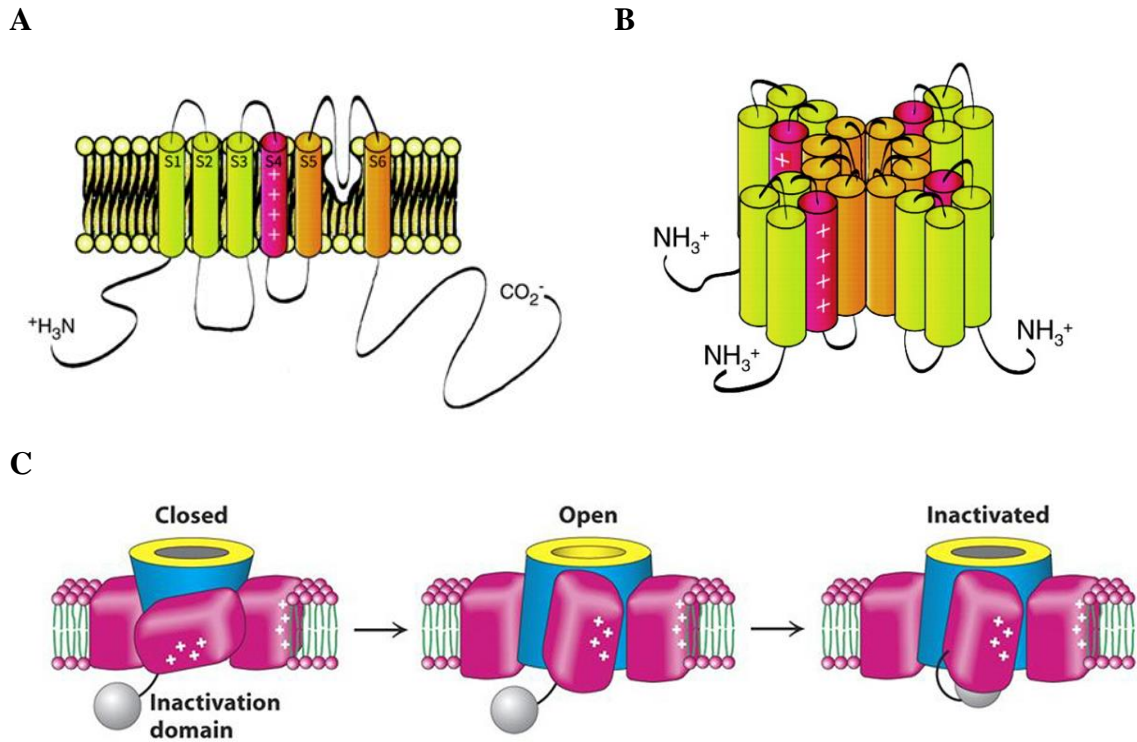 A
B
S1 S2 S3 S4 S5 S6
+
+
+
+
⁺H₃N
CO₂⁻
+
+
+
+
+
NH₃⁺
NH₃⁺
NH₃⁺
C
Closed
Open
Inactivated
++++
++++
++++
++++
++++
++++
Inactivation
domain